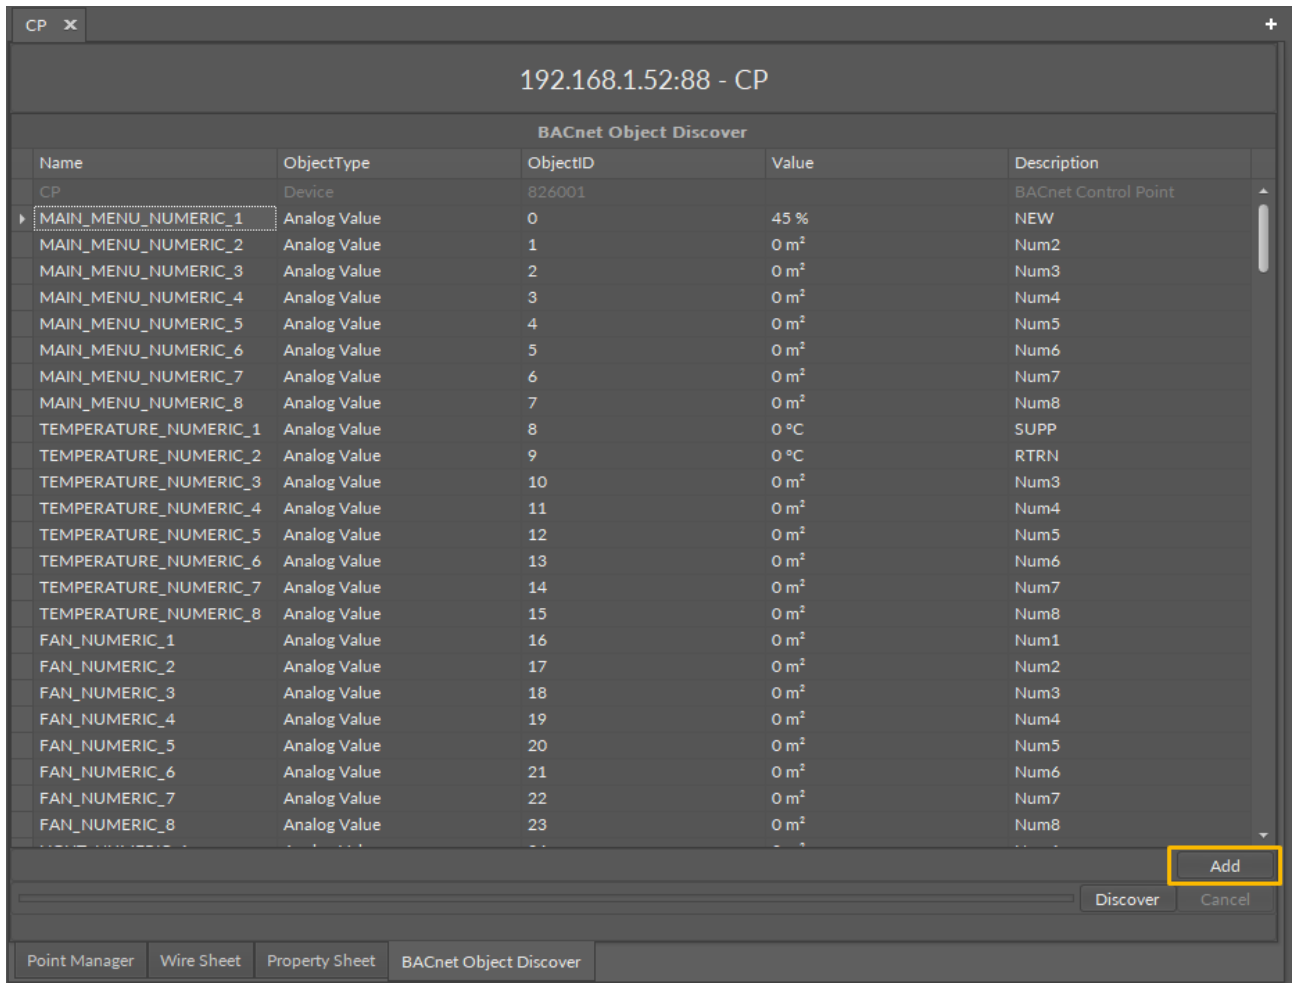 CP x +
192.168.1.52:88 - CP
BACnet Object Discover
Name ObjectType ObjectID Value Description
CP Device 826001 BACnet Control Point
MAIN_MENU_NUMERIC_1 Analog Value 0 45 % NEW
MAIN_MENU_NUMERIC_2 Analog Value 1 0 m² Num2
MAIN_MENU_NUMERIC_3 Analog Value 2 0 m² Num3
MAIN_MENU_NUMERIC_4 Analog Value 3 0 m² Num4
MAIN_MENU_NUMERIC_5 Analog Value 4 0 m² Num5
MAIN_MENU_NUMERIC_6 Analog Value 5 0 m² Num6
MAIN_MENU_NUMERIC_7 Analog Value 6 0 m² Num7
MAIN_MENU_NUMERIC_8 Analog Value 7 0 m² Num8
TEMPERATURE_NUMERIC_1 Analog Value 8 0 °C SUPP
TEMPERATURE_NUMERIC_2 Analog Value 9 0 °C RTRN
TEMPERATURE_NUMERIC_3 Analog Value 10 0 m² Num3
TEMPERATURE_NUMERIC_4 Analog Value 11 0 m² Num4
TEMPERATURE_NUMERIC_5 Analog Value 12 0 m² Num5
TEMPERATURE_NUMERIC_6 Analog Value 13 0 m² Num6
TEMPERATURE_NUMERIC_7 Analog Value 14 0 m² Num7
TEMPERATURE_NUMERIC_8 Analog Value 15 0 m² Num8
FAN_NUMERIC_1 Analog Value 16 0 m² Num1
FAN_NUMERIC_2 Analog Value 17 0 m² Num2
FAN_NUMERIC_3 Analog Value 18 0 m² Num3
FAN_NUMERIC_4 Analog Value 19 0 m² Num4
FAN_NUMERIC_5 Analog Value 20 0 m² Num5
FAN_NUMERIC_6 Analog Value 21 0 m² Num6
FAN_NUMERIC_7 Analog Value 22 0 m² Num7
FAN_NUMERIC_8 Analog Value 23 0 m² Num8
Add
Discover Cancel
Point Manager Wire Sheet Property Sheet BACnet Object Discover